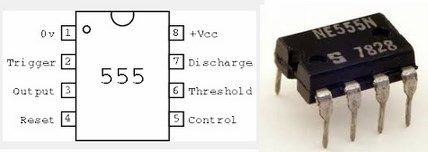 0v 1 8 +Vcc
Trigger 2 7 Discharge
555
Output 3 6 Threshold
Reset 4 5 Control
NE555N
S 7828